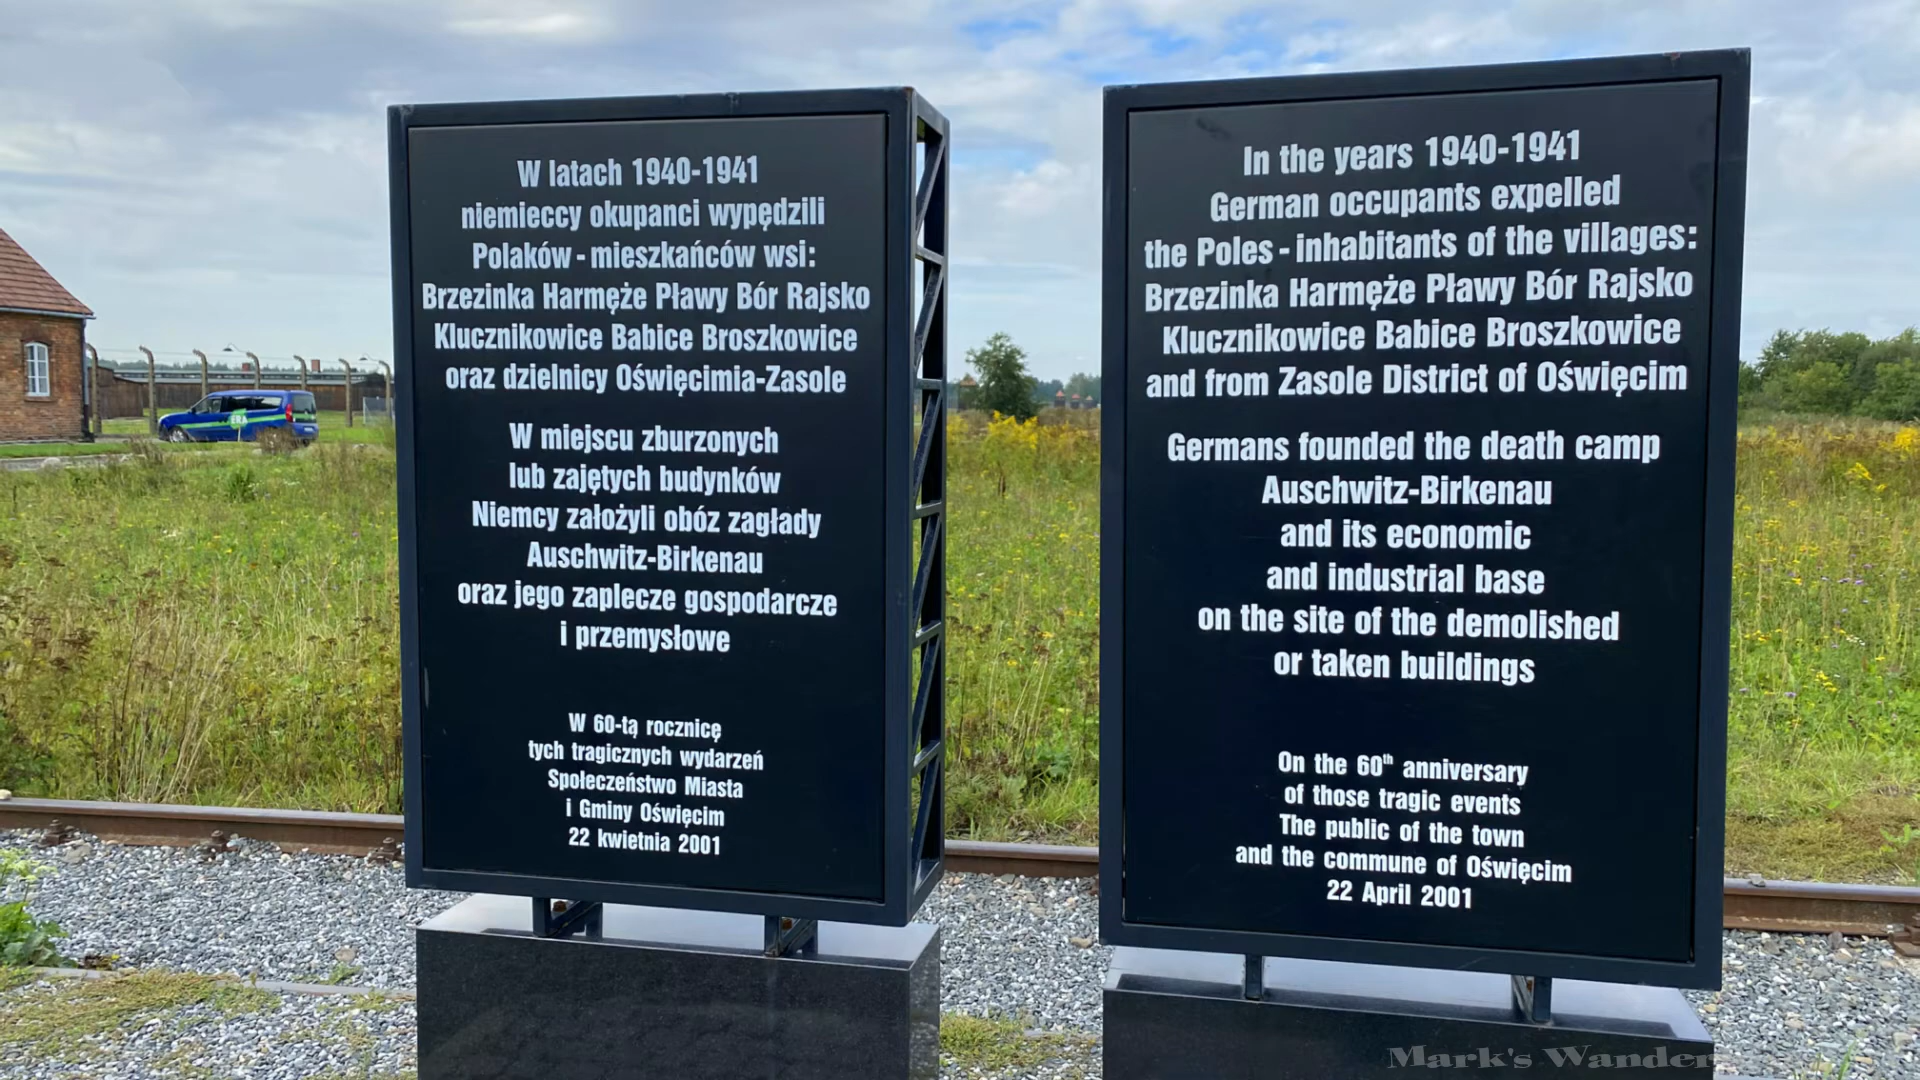 W latach 1940-1941
niemieccy okupanci wypędzili
Polaków - mieszkańców wsi:
Brzezinka Harmęże Pławy Bór Rajsko
Klucznikowice Babice Broszkowice
oraz dzielnicy Oświęcimia-Zasole
W miejscu zburzonych
lub zajętych budynków
Niemcy założyli obóz zagłady
Auschwitz-Birkenau
oraz jego zaplecze gospodarcze
i przemysłowe
W 60-tą rocznicę
tych tragicznych wydarzeń
Społeczeństwo Miasta
i Gminy Oświęcim
22 kwietnia 2001
In the years 1940-1941
German occupants expelled
the Poles - inhabitants of the villages:
Brzezinka Harmęże Pławy Bór Rajsko
Klucznikowice Babice Broszkowice
and from Zasole District of Oświęcim
Germans founded the death camp
Auschwitz-Birkenau
and its economic
and industrial base
on the site of the demolished
or taken buildings
On the 60th anniversary
of those tragic events
The public of the town
and the commune of Oświęcim
22 April 2001
ERA
Mark's Wander